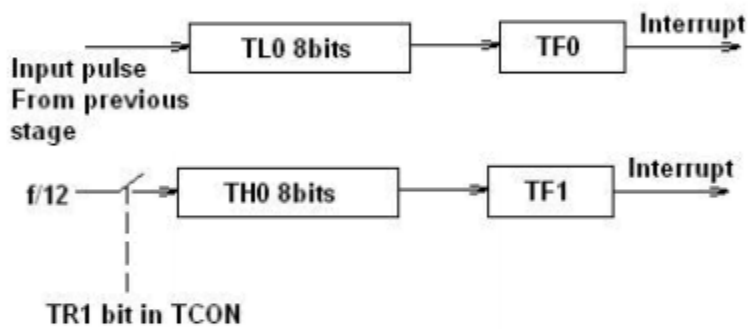 Interrupt
TL0 8bits
TF0
Input pulse
From previous
stage
Interrupt
f/12
TH0 8bits
TF1
TR1 bit in TCON